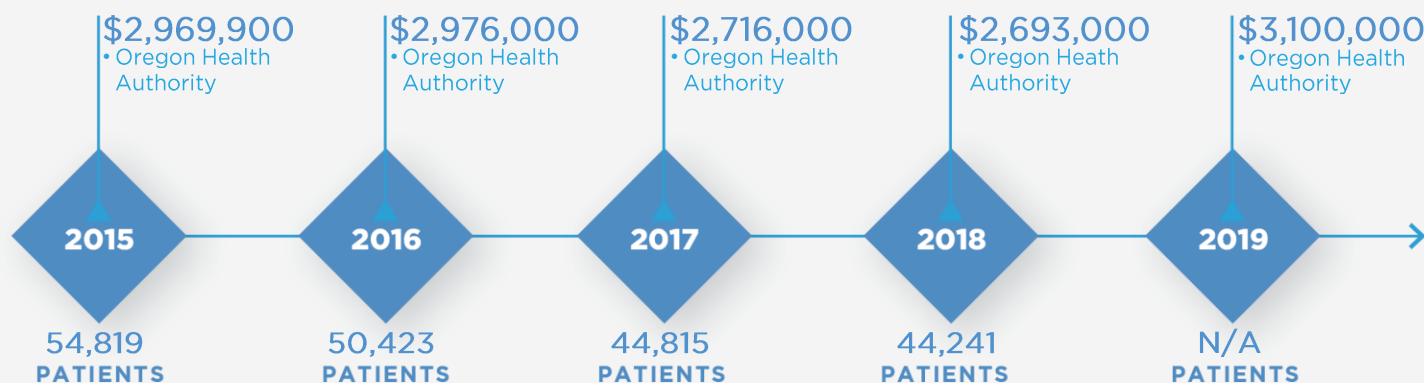 $2,969,900
• Oregon Health
Authority
$2,976,000
• Oregon Health
Authority
$2,716,000
• Oregon Health
Authority
$2,693,000
• Oregon Heath
Authority
$3,100,000
• Oregon Health
Authority
2015
2016
2017
2018
2019
54,819
PATIENTS
50,423
PATIENTS
44,815
PATIENTS
44,241
PATIENTS
N/A
PATIENTS